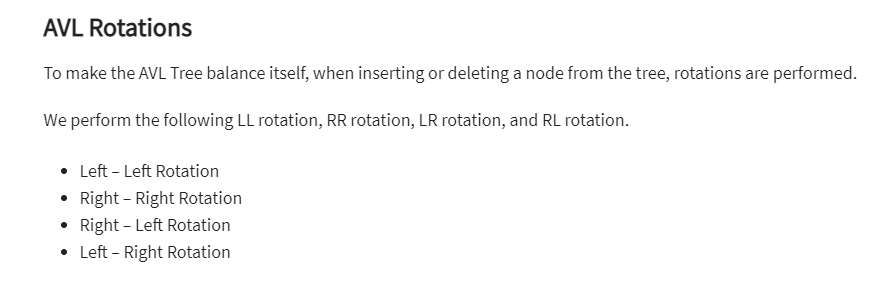 AVL Rotations
To make the AVL Tree balance itself, when inserting or deleting a node from the tree, rotations are performed.
We perform the following LL rotation, RR rotation, LR rotation, and RL rotation.
• Left – Left Rotation
• Right – Right Rotation
• Right – Left Rotation
• Left – Right Rotation